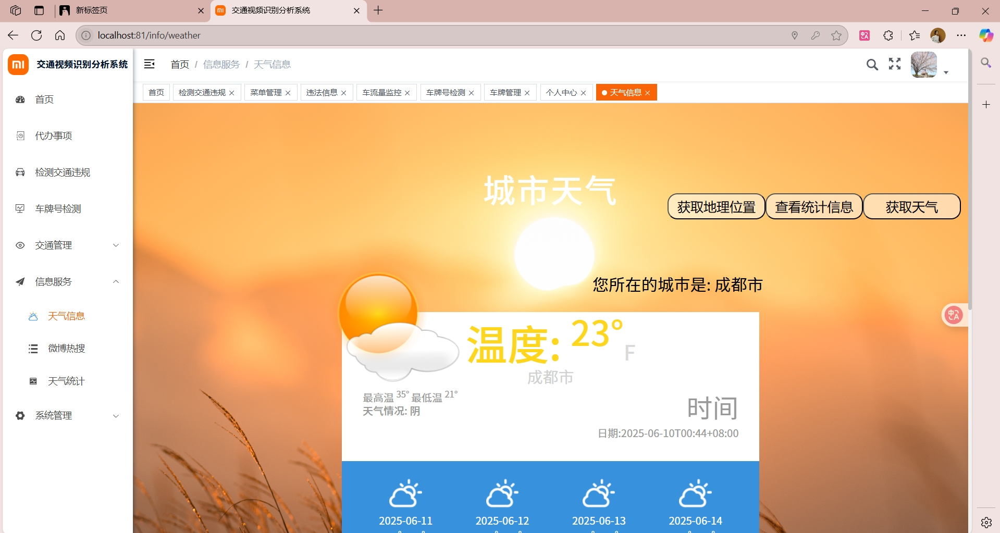 新标签页
交通视频识别分析系统
localhost:81/info/weather
交通视频识别分析系统
首页 / 信息服务 / 天气信息
首页
检测交通违规
菜单管理
违法信息
车流量监控
车牌号检测
车牌管理
个人中心
天气信息
首页
代办事项
检测交通违规
车牌号检测
交通管理
信息服务
天气信息
微博热搜
天气统计
系统管理
城市天气
获取地理位置
查看统计信息
获取天气
您所在的城市是: 成都市
温度: 23° F
成都市
最高温 35° 最低温 21°
天气情况: 阴
时间
日期:2025-06-10T00:44+08:00
2025-06-11
2025-06-12
2025-06-13
2025-06-14